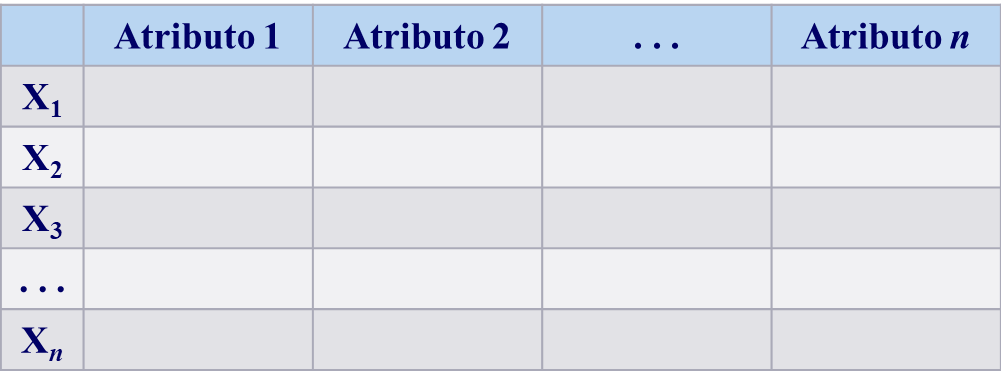 Atributo 1 Atributo 2 . . . Atributo n
X₁
X₂
X₃
. . .
Xₙ